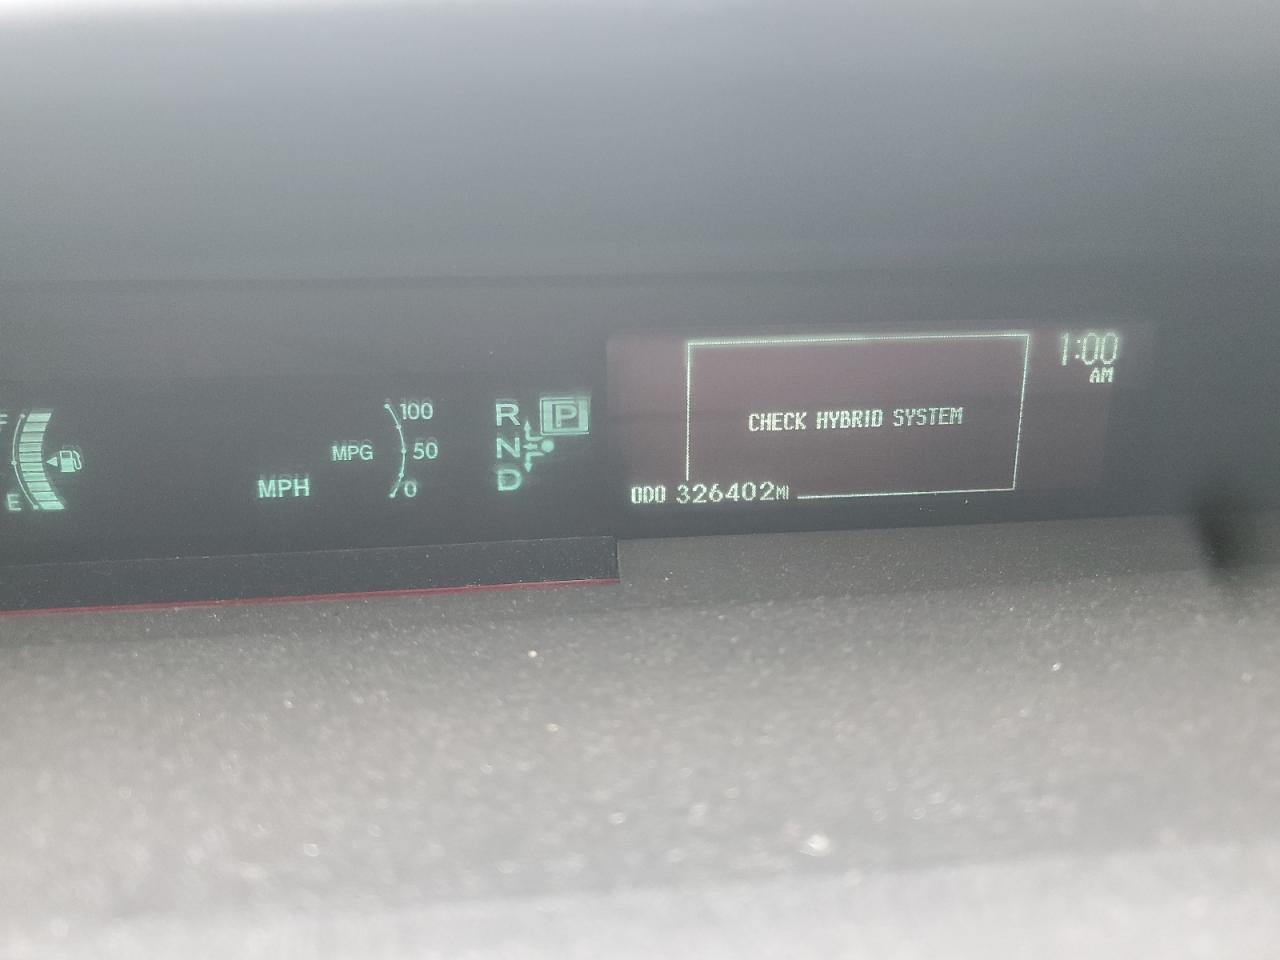 F
E
MPH
MPG
100
50
0
R
N
D
P
CHECK HYBRID SYSTEM
1:00
AM
ODO 326402MI